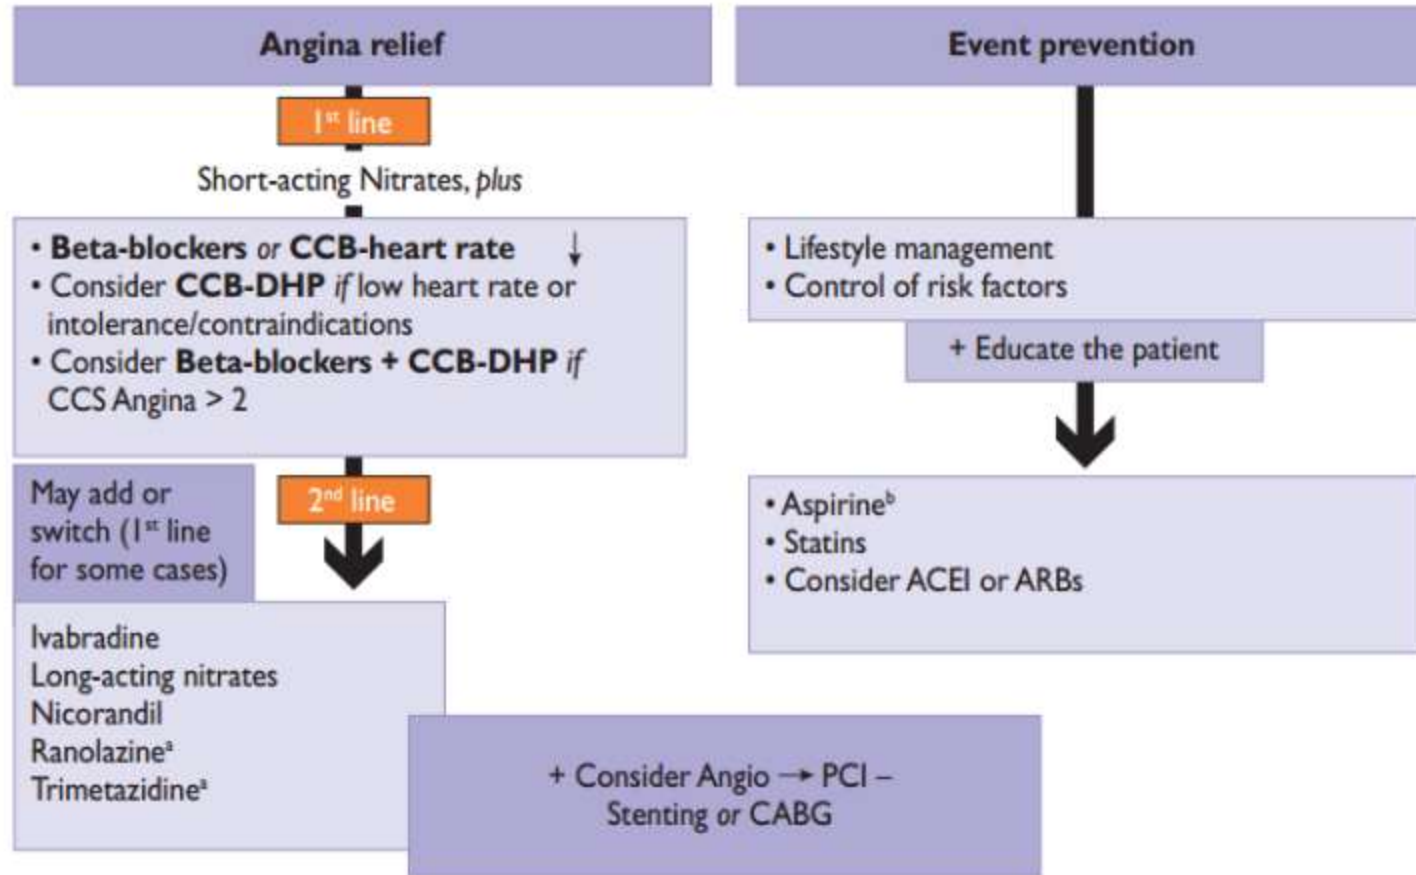 Angina relief
1st line
Short-acting Nitrates, plus
• Beta-blockers or CCB-heart rate ↓
• Consider CCB-DHP if low heart rate or
intolerance/contraindications
• Consider Beta-blockers + CCB-DHP if
CCS Angina > 2
May add or
switch (1st line
for some cases)
2nd line
Ivabradine
Long-acting nitrates
Nicorandil
Ranolazineᵃ
Trimetazidineᵃ
Event prevention
• Lifestyle management
• Control of risk factors
+ Educate the patient
• Aspirineᵇ
• Statins
• Consider ACEI or ARBs
+ Consider Angio → PCI –
Stenting or CABG